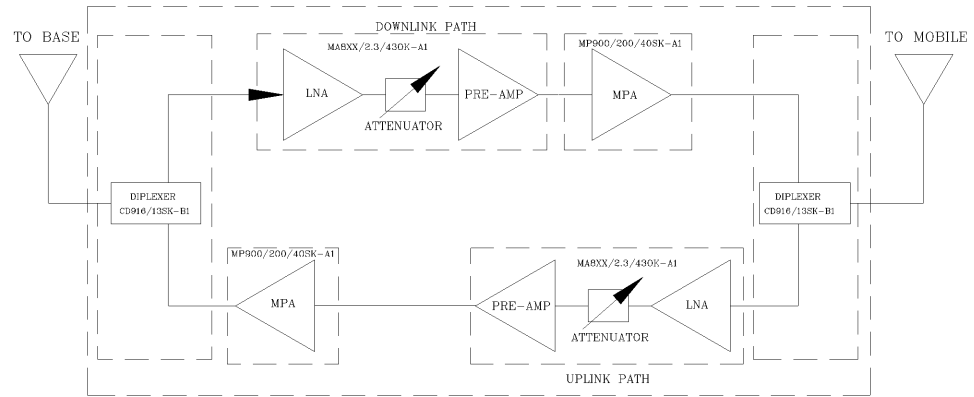 DOWNLINK PATH
TO BASE
TO MOBILE
MA8XX/2.3/430K-A1
MP900/200/40SK-A1
LNA
PRE-AMP
MPA
ATTENUATOR
DIPLEXER
CD916/13SK-B1
DIPLEXER
CD916/13SK-B1
MP900/200/40SK-A1
MA8XX/2.3/430K-A1
MPA
PRE-AMP
LNA
ATTENUATOR
UPLINK PATH